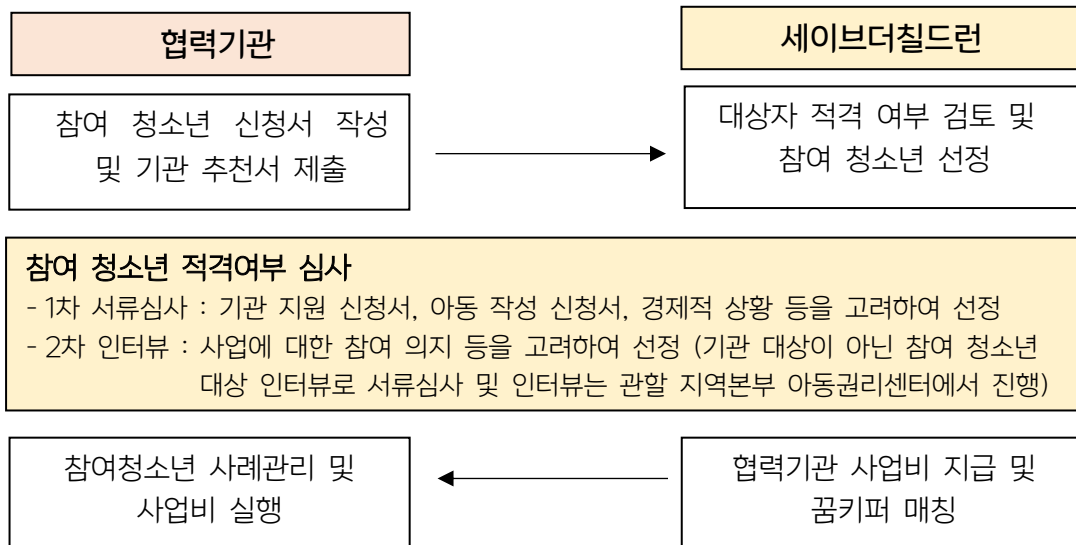 협력기관
세이브더칠드런
참여 청소년 신청서 작성
및 기관 추천서 제출
대상자 적격 여부 검토 및
참여 청소년 선정
참여 청소년 적격여부 심사
- 1차 서류심사 : 기관 지원 신청서, 아동 작성 신청서, 경제적 상황 등을 고려하여 선정
- 2차 인터뷰 : 사업에 대한 참여 의지 등을 고려하여 선정 (기관 대상이 아닌 참여 청소년
대상 인터뷰로 서류심사 및 인터뷰는 관할 지역본부 아동권리센터에서 진행)
참여청소년 사례관리 및
사업비 실행
협력기관 사업비 지급 및
꿈키퍼 매칭